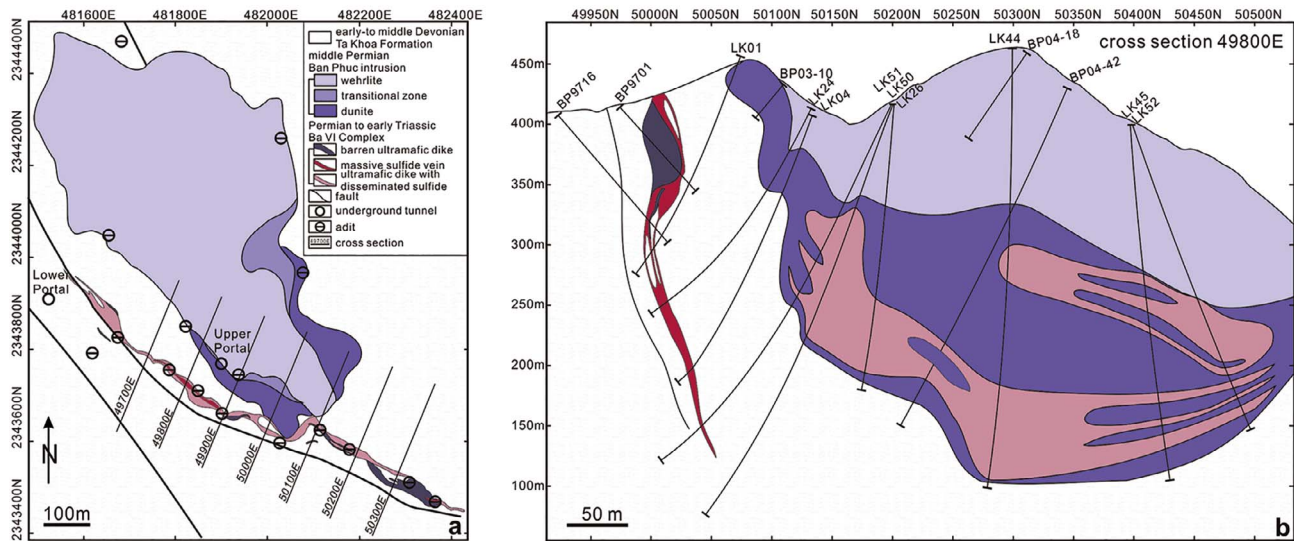 481600E 481800E 482000E 482200E 482400E
2344400N
2344200N
2344000N
2343800N
2343600N
2343400N
early-to middle Devonian
Ta Khoa Formation
middle Permian
Ban Phuc intrusion
wehrlite
transitional zone
dunite
Permian to early Triassic
Ba VI Complex
barren ultramafic dike
massive sulfide vein
ultramafic dike with
disseminated sulfide
fault
underground tunnel
adit
49700E cross section
Lower
Portal
Upper
Portal
49700E
49800E
49900E
50000E
50100E
50200E
50300E
N
100m
a
49950N 50000N 50050N 50100N 50150N 50200N 50250N 50300N 50350N 50400N 50450N 50500N
cross section 49800E
450m
400m
350m
300m
250m
200m
150m
100m
BP9716
BP9701
LK01
BP03-10
LK24
LK04
LK51
LK50
LK26
LK44
BP04-18
BP04-42
LK45
LK52
50 m
b